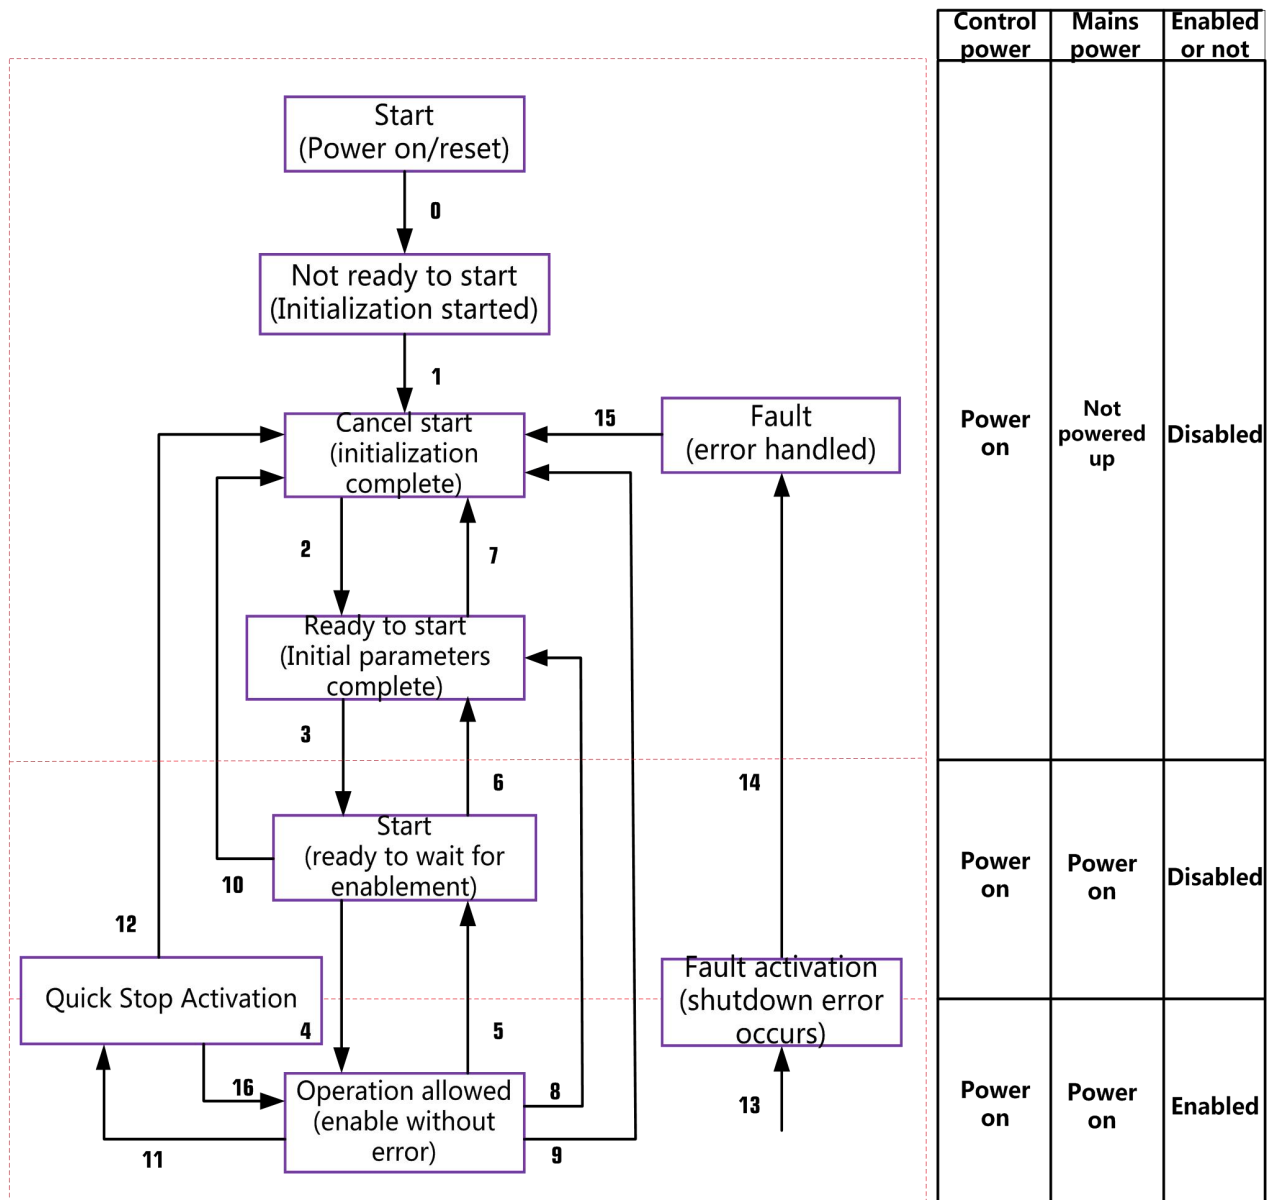 Control
power
Mains
power
Enabled
or not
Start
(Power on/reset)
0
Not ready to start
(Initialization started)
1
Cancel start
(initialization
complete)
15
Fault
(error handled)
Power
on
Not
powered
up
Disabled
2
7
Ready to start
(Initial parameters
complete)
3
6
14
Start
(ready to wait for
enablement)
10
12
Power
on
Power
on
Disabled
Quick Stop Activation
Fault activation
(shutdown error
occurs)
4
5
16
Operation allowed
(enable without
error)
8
13
11
9
Power
on
Power
on
Enabled